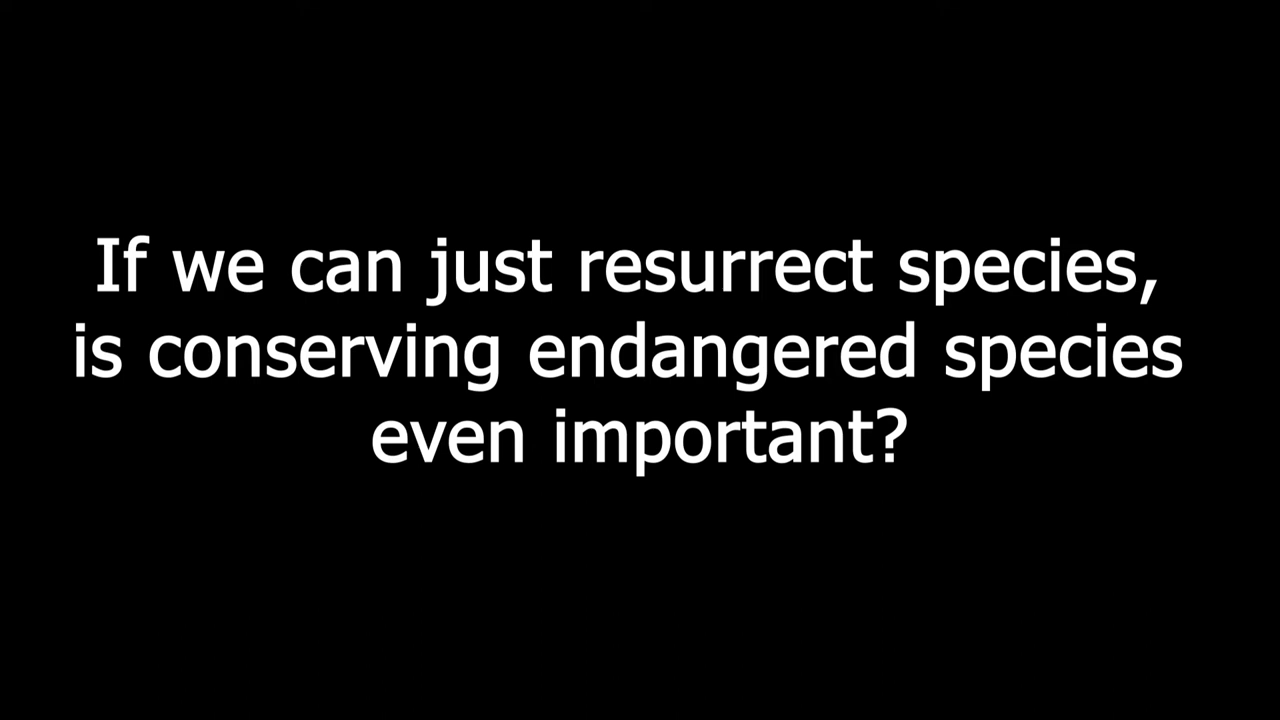 If we can just resurrect species,
is conserving endangered species
even important?